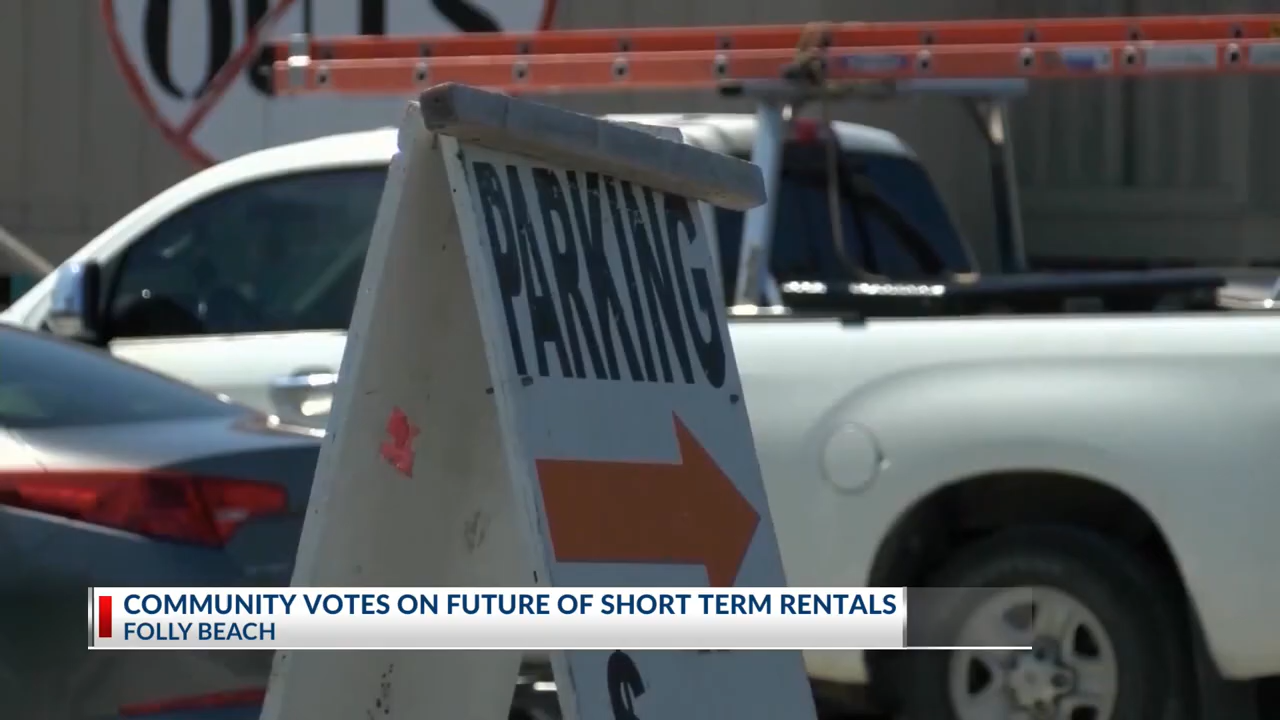 PARKING
COMMUNITY VOTES ON FUTURE OF SHORT TERM RENTALS
FOLLY BEACH